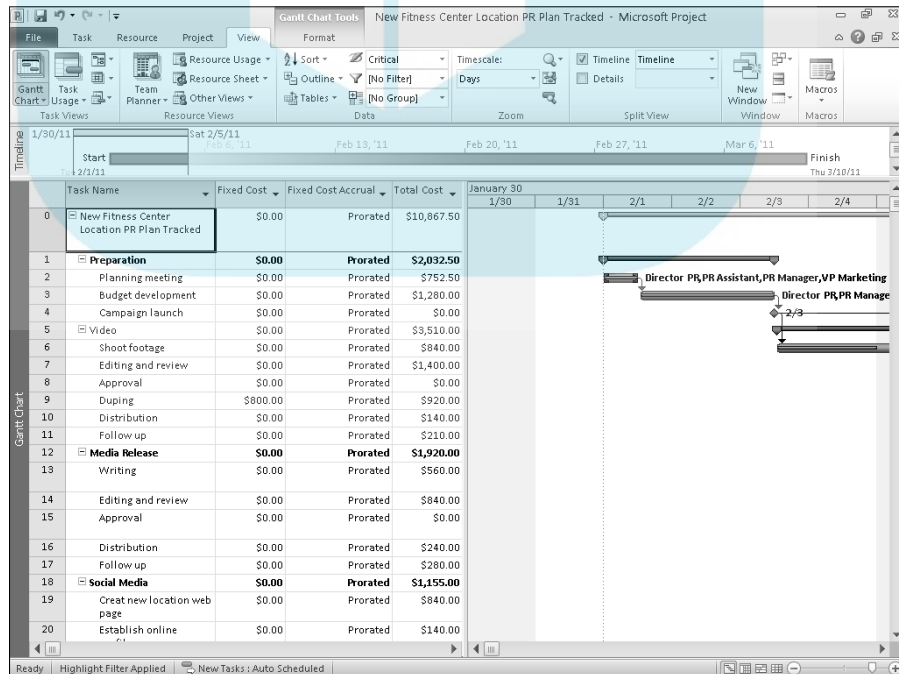 Gantt Chart Tools
New Fitness Center Location PR Plan Tracked - Microsoft Project
File Task Resource Project View Format
Gantt Chart
Task Usage
Team Planner
Resource Usage
Resource Sheet
Other Views
Sort
Outline
Tables
Critical
[No Filter]
[No Group]
Timescale:
Days
Timeline Timeline
Details
New Window
Macros
Task Views Resource Views Data Zoom Split View Window Macros
Timeline
1/30/11 Sat 2/5/11
Feb 6, '11 Feb 13, '11 Feb 20, '11 Feb 27, '11 Mar 6, '11
Start Finish
2/1/11 Thu 3/10/11
Task Name Fixed Cost Fixed Cost Accrual Total Cost January 30
1/30 1/31 2/1 2/2 2/3 2/4
0 New Fitness Center Location PR Plan Tracked $0.00 Prorated $10,867.50
1 Preparation $0.00 Prorated $2,032.50
2 Planning meeting $0.00 Prorated $752.50 Director PR,PR Assistant,PR Manager,VP Marketing
3 Budget development $0.00 Prorated $1,280.00 Director PR,PR Manage
4 Campaign launch $0.00 Prorated $0.00 2/3
5 Video $0.00 Prorated $3,510.00
6 Shoot footage $0.00 Prorated $840.00
7 Editing and review $0.00 Prorated $1,400.00
8 Approval $0.00 Prorated $0.00
9 Duping $800.00 Prorated $920.00
10 Distribution $0.00 Prorated $140.00
11 Follow up $0.00 Prorated $210.00
12 Media Release $0.00 Prorated $1,920.00
13 Writing $0.00 Prorated $560.00
14 Editing and review $0.00 Prorated $840.00
15 Approval $0.00 Prorated $0.00
16 Distribution $0.00 Prorated $240.00
17 Follow up $0.00 Prorated $280.00
18 Social Media $0.00 Prorated $1,155.00
19 Creat new location web page $0.00 Prorated $840.00
20 Establish online $0.00 Prorated $140.00
Gantt Chart
Ready Highlight Filter Applied New Tasks : Auto Scheduled